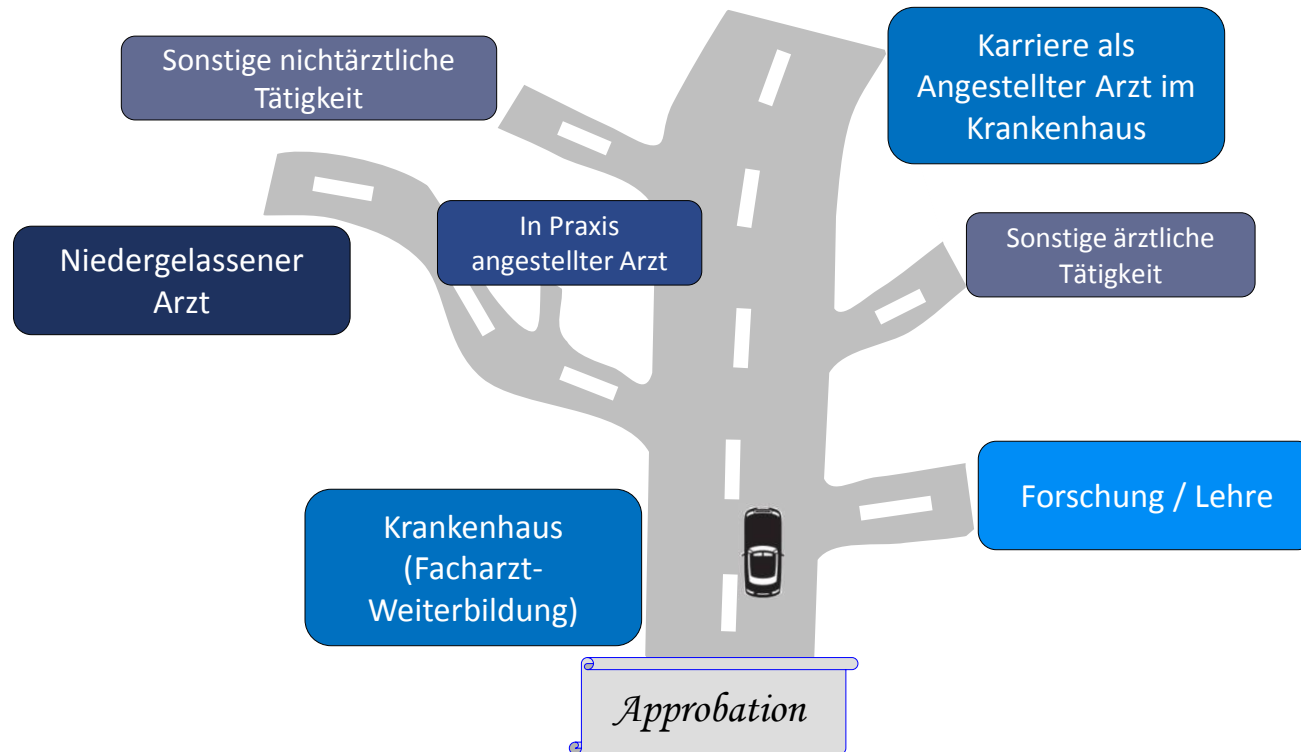 Sonstige nichtärztliche
Tätigkeit
Karriere als
Angestellter Arzt im
Krankenhaus
In Praxis
angestellter Arzt
Niedergelassener
Arzt
Sonstige ärztliche
Tätigkeit
Forschung / Lehre
Krankenhaus
(Facharzt-
Weiterbildung)
Approbation